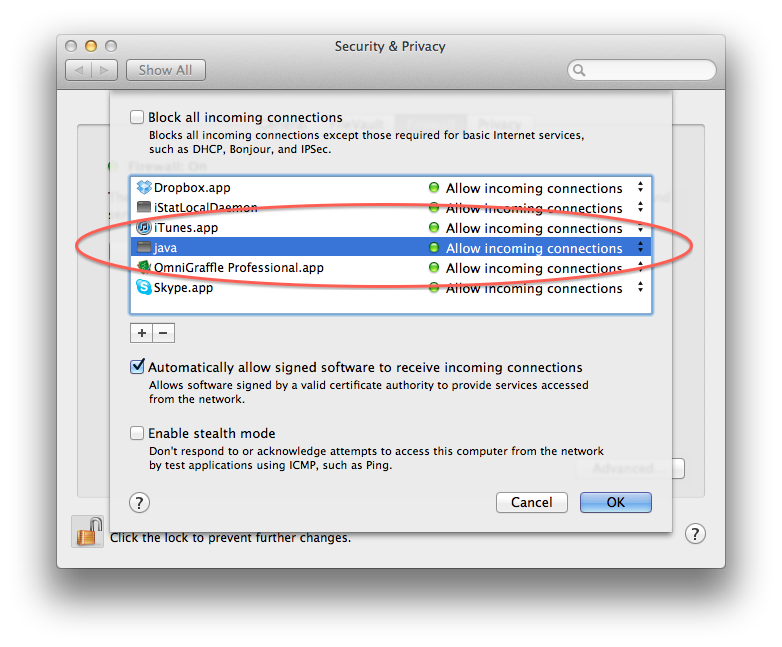 Security & Privacy
Show All
Block all incoming connections
Blocks all incoming connections except those required for basic Internet services,
such as DHCP, Bonjour, and IPSec.
Firewall: On
Dropbox.app Allow incoming connections
iStatLocalDaemon Allow incoming connections
iTunes.app Allow incoming connections
java Allow incoming connections
OmniGraffle Professional.app Allow incoming connections
Skype.app Allow incoming connections
+ −
Automatically allow signed software to receive incoming connections
Allows software signed by a valid certificate authority to provide services accessed
from the network.
Enable stealth mode
Don't respond to or acknowledge attempts to access this computer from the network
by test applications using ICMP, such as Ping.
Advanced...
? Cancel OK
Click the lock to prevent further changes. ?